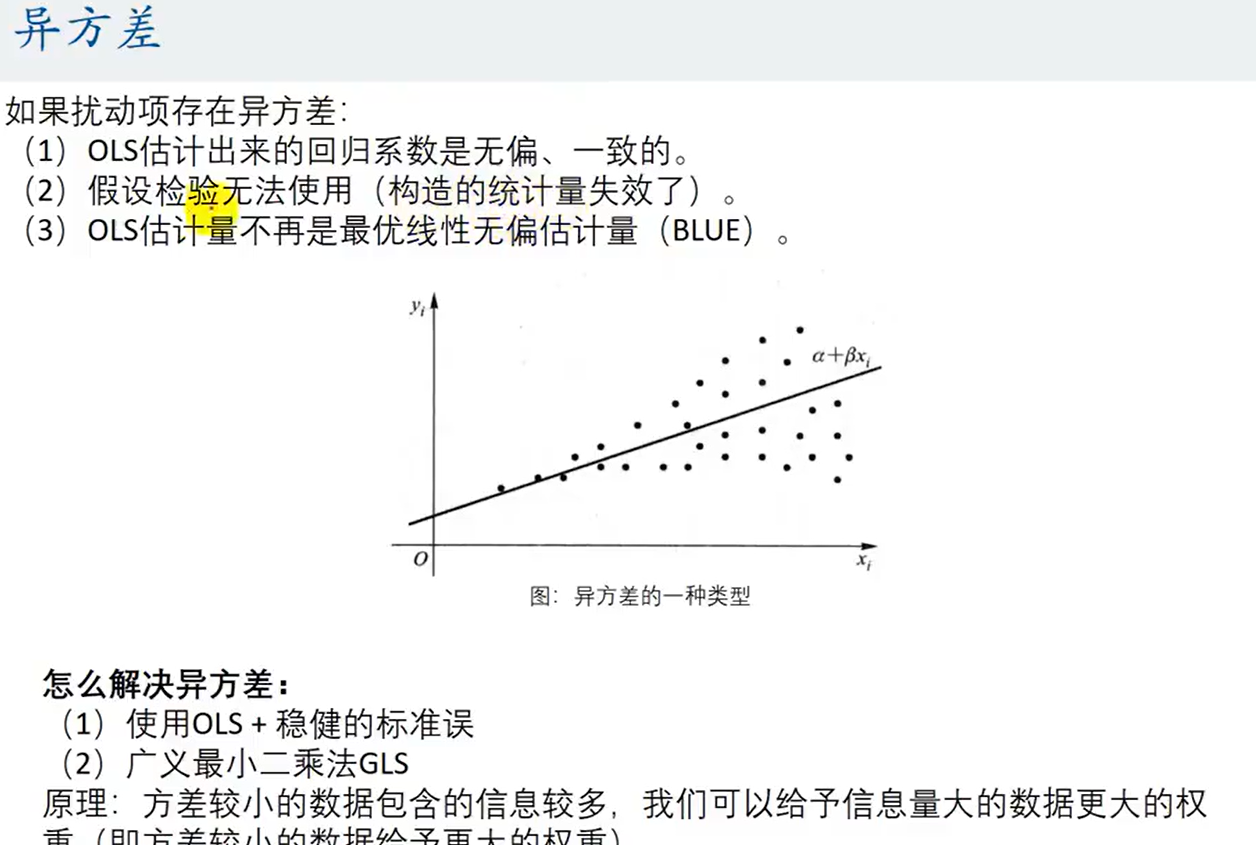 异方差
如果扰动项存在异方差：
（1）OLS估计出来的回归系数是无偏、一致的。
（2）假设检验无法使用（构造的统计量失效了）。
（3）OLS估计量不再是最优线性无偏估计量（BLUE）。
yᵢ
α+βxᵢ
O
xᵢ
图：异方差的一种类型
怎么解决异方差：
（1）使用OLS + 稳健的标准误
（2）广义最小二乘法GLS
原理：方差较小的数据包含的信息较多，我们可以给予信息量大的数据更大的权
重（即方差较小的数据给予更大的权重）